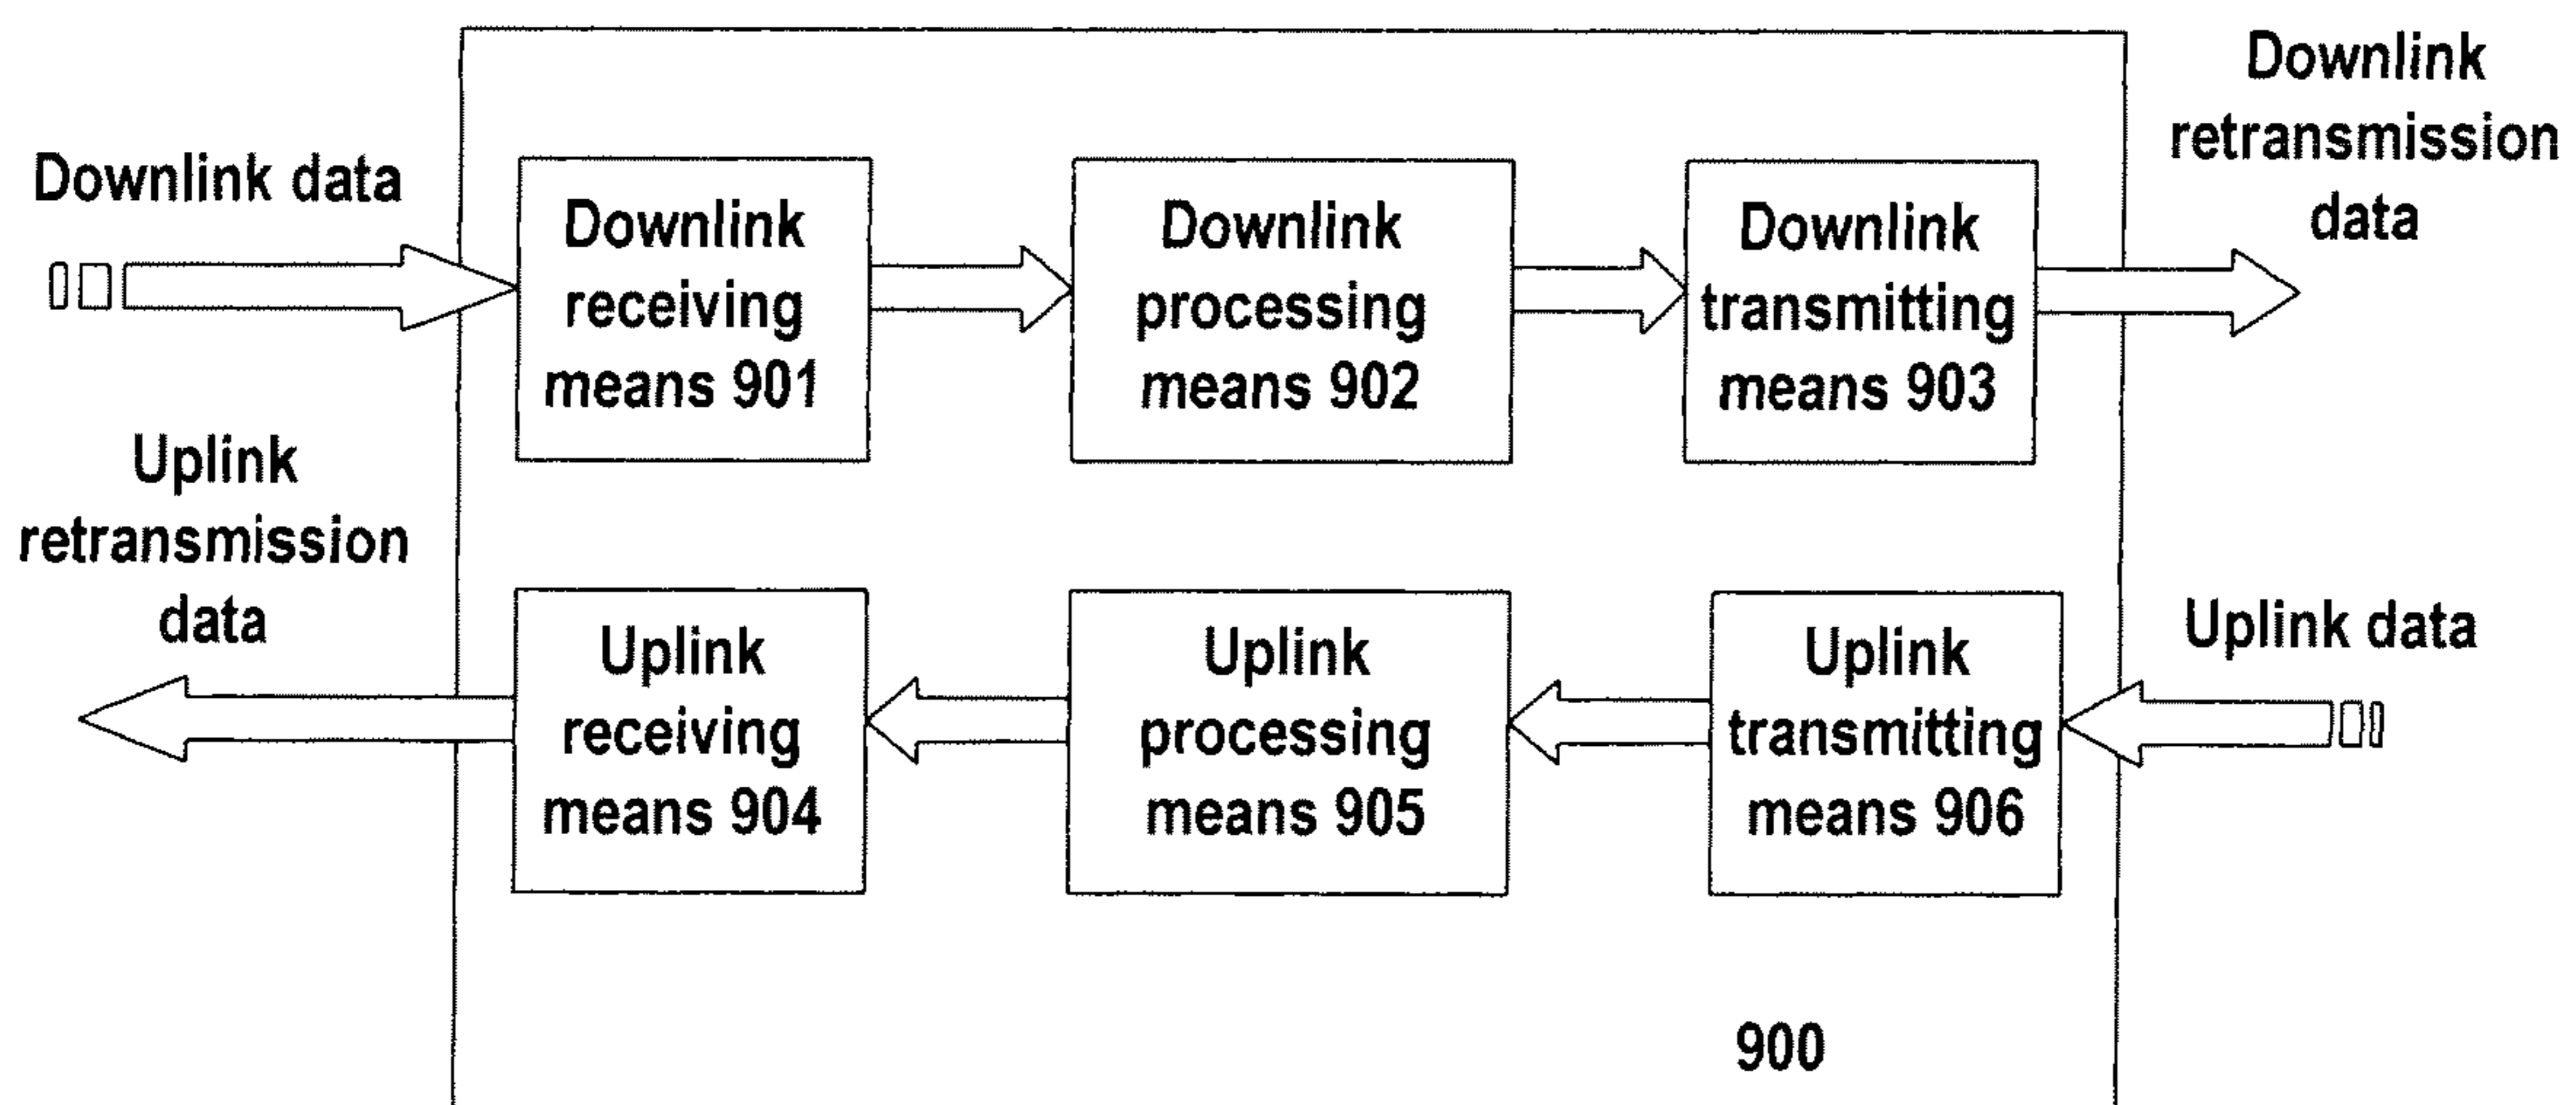 Downlink data
Downlink
receiving
means 901
Downlink
processing
means 902
Downlink
transmitting
means 903
Downlink
retransmission
data
Uplink
retransmission
data
Uplink
receiving
means 904
Uplink
processing
means 905
Uplink
transmitting
means 906
Uplink data
900